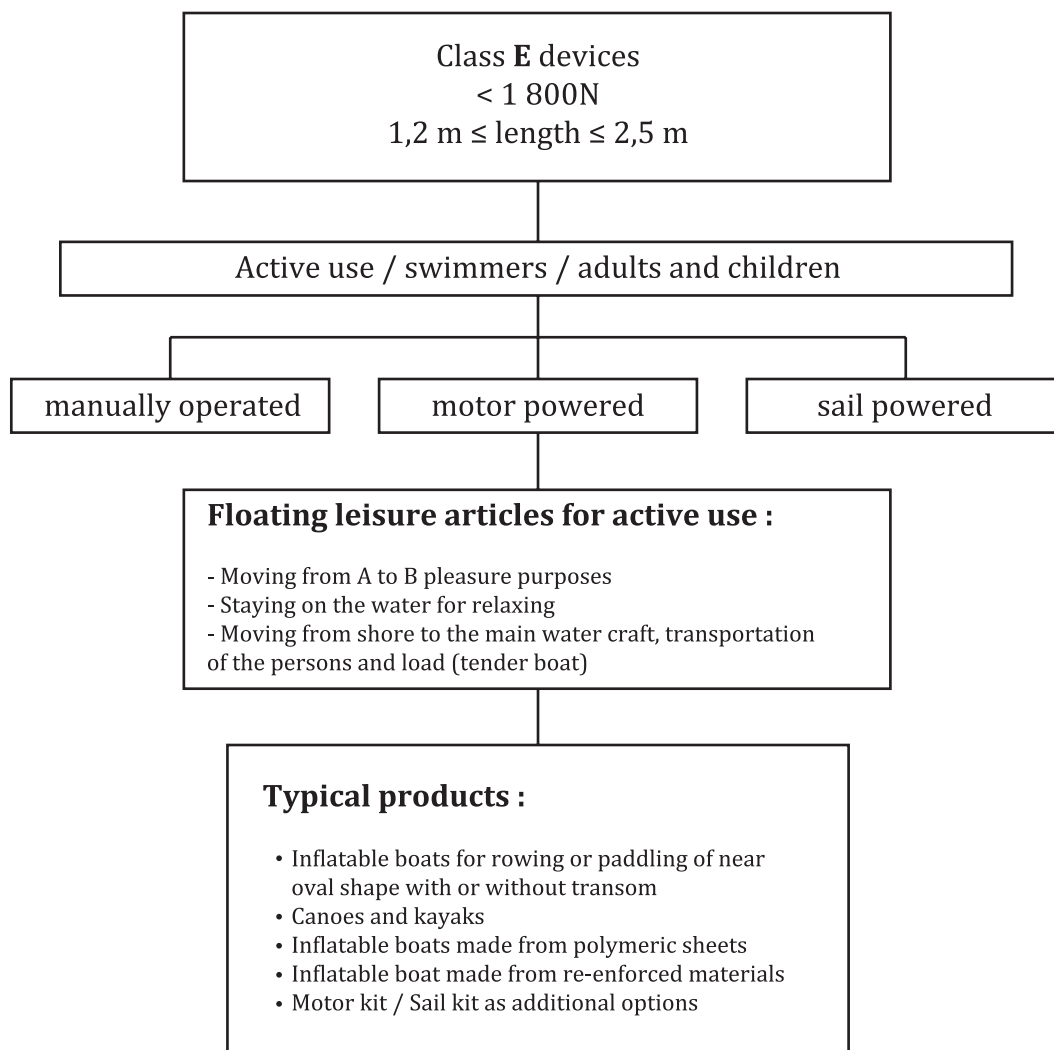 Class E devices
< 1 800N
1,2 m ≤ length ≤ 2,5 m
Active use / swimmers / adults and children
manually operated
motor powered
sail powered
Floating leisure articles for active use :
- Moving from A to B pleasure purposes
- Staying on the water for relaxing
- Moving from shore to the main water craft, transportation
of the persons and load (tender boat)
Typical products :
• Inflatable boats for rowing or paddling of near
oval shape with or without transom
• Canoes and kayaks
• Inflatable boats made from polymeric sheets
• Inflatable boat made from re-enforced materials
• Motor kit / Sail kit as additional options